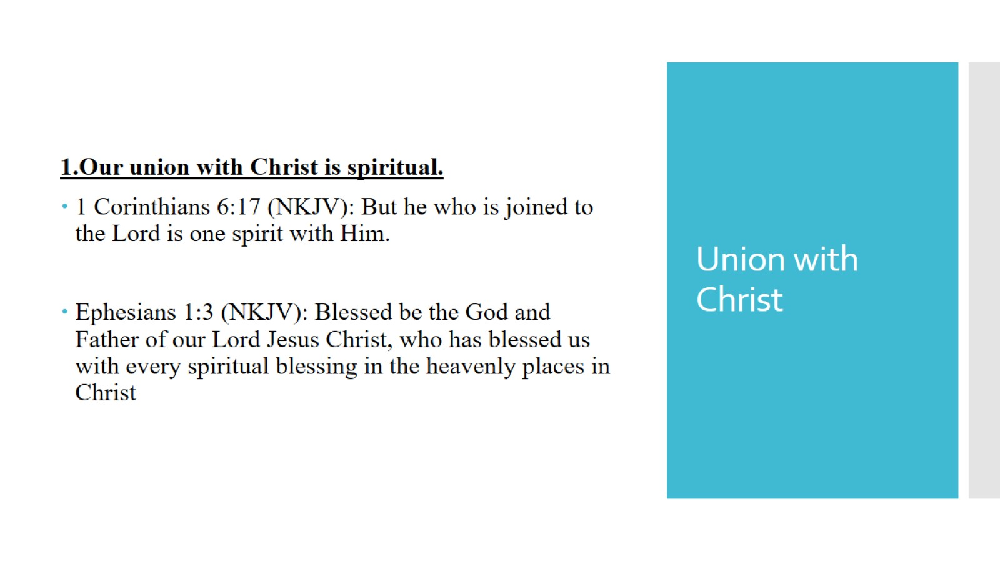 1.Our union with Christ is spiritual.
• 1 Corinthians 6:17 (NKJV): But he who is joined to
the Lord is one spirit with Him.
• Ephesians 1:3 (NKJV): Blessed be the God and
Father of our Lord Jesus Christ, who has blessed us
with every spiritual blessing in the heavenly places in
Christ
Union with
Christ